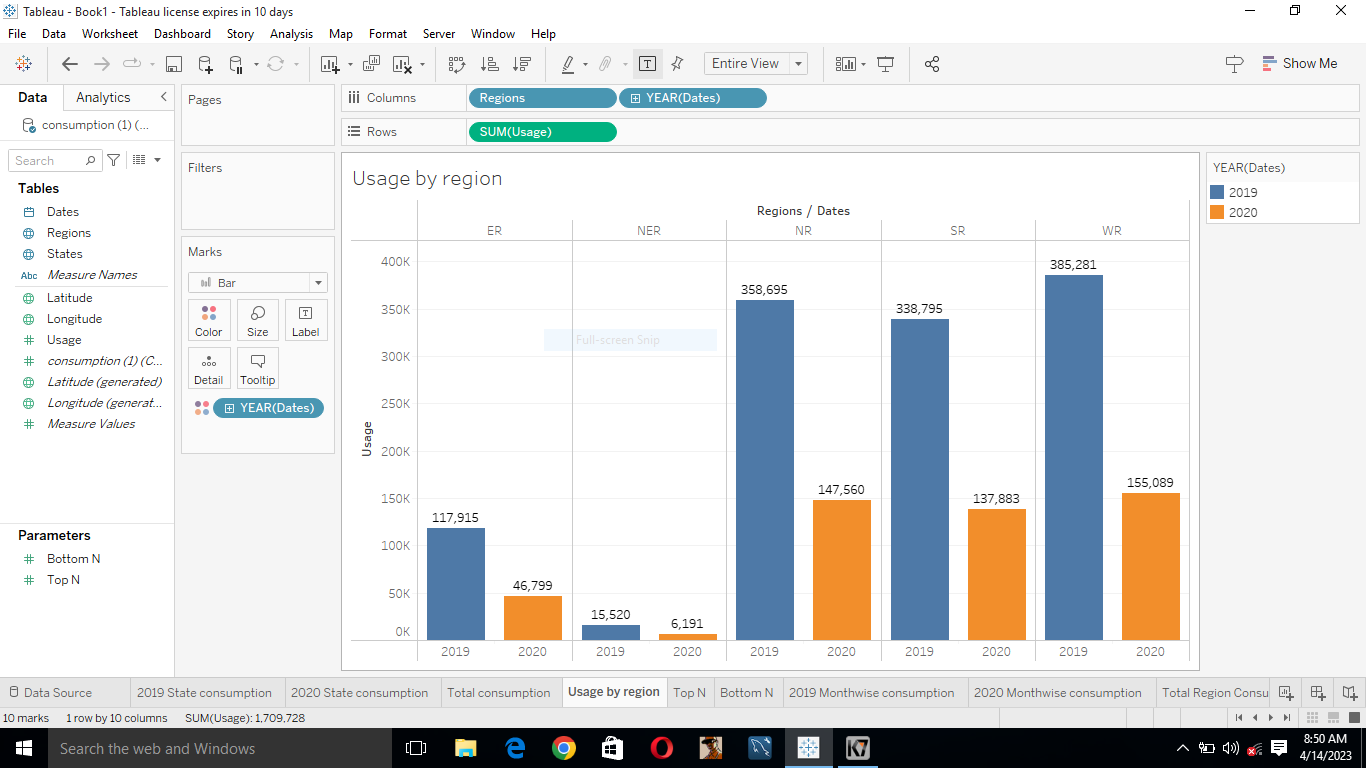 Tableau - Book1 - Tableau license expires in 10 days
File Data Worksheet Dashboard Story Analysis Map Format Server Window Help
Entire View
Show Me
Data Analytics
consumption (1) (...
Search
Tables
Dates
Regions
States
Abc Measure Names
Latitude
Longitude
Usage
consumption (1) (C...
Latitude (generated)
Longitude (generat...
Measure Values
Parameters
Bottom N
Top N
Pages
Filters
Marks
Bar
Color Size Label
Detail Tooltip
YEAR(Dates)
Columns Regions YEAR(Dates)
Rows SUM(Usage)
Usage by region
Regions / Dates
ER NER NR SR WR
Usage
400K
350K
300K
250K
200K
150K
100K
50K
0K
117,915
46,799
15,520
6,191
358,695
147,560
338,795
137,883
385,281
155,089
Full-screen Snip
2019 2020 2019 2020 2019 2020 2019 2020 2019 2020
YEAR(Dates)
2019
2020
Data Source 2019 State consumption 2020 State consumption Total consumption Usage by region Top N Bottom N 2019 Monthwise consumption 2020 Monthwise consumption Total Region Consu
10 marks 1 row by 10 columns SUM(Usage): 1,709,728
Search the web and Windows
K7
8:50 AM
4/14/2023